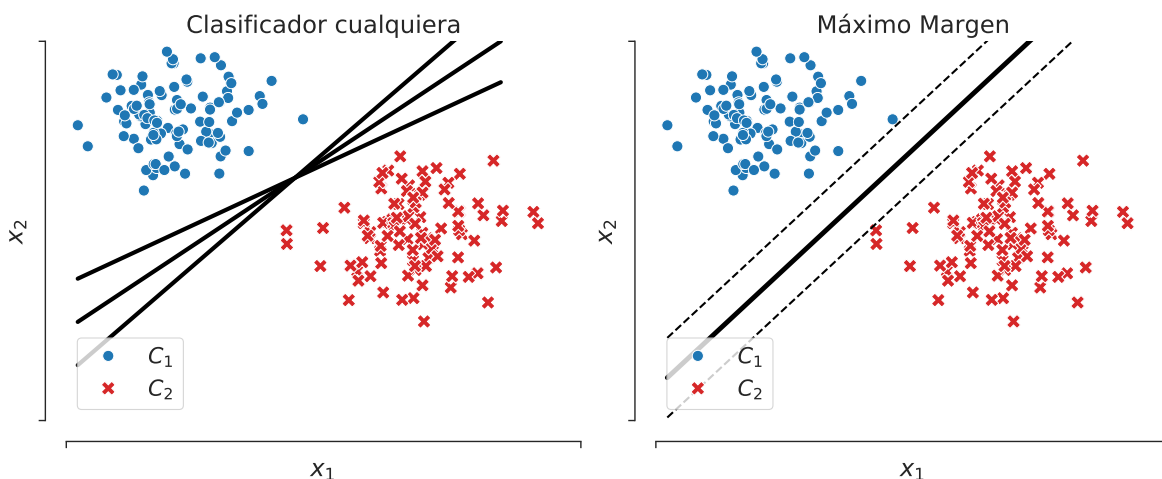 Clasificador cualquiera
x₂
C₁
C₂
x₁
Máximo Margen
x₂
C₁
C₂
x₁